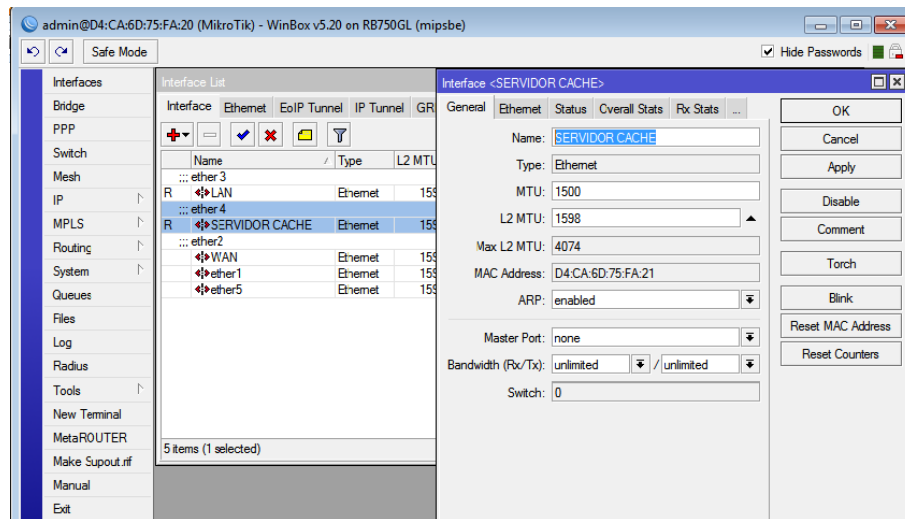 admin@D4:CA:6D:75:FA:20 (MikroTik) - WinBox v5.20 on RB750GL (mipsbe)
Safe Mode
Hide Passwords
Interfaces
Bridge
PPP
Switch
Mesh
IP
MPLS
Routing
System
Queues
Files
Log
Radius
Tools
New Terminal
MetaROUTER
Make Supout.rif
Manual
Exit
Interface List
Interface Ethernet EoIP Tunnel IP Tunnel GR
Name / Type L2 MTU
;;; ether 3
R LAN Ethernet 159
;;; ether 4
R SERVIDOR CACHE Ethernet 159
;;; ether2
WAN Ethernet 159
ether1 Ethernet 159
ether5 Ethernet 159
5 items (1 selected)
Interface <SERVIDOR CACHE>
General Ethernet Status Overall Stats Rx Stats ...
Name: SERVIDOR CACHE
Type: Ethernet
MTU: 1500
L2 MTU: 1598
Max L2 MTU: 4074
MAC Address: D4:CA:6D:75:FA:21
ARP: enabled
Master Port: none
Bandwidth (Rx/Tx): unlimited / unlimited
Switch: 0
OK
Cancel
Apply
Disable
Comment
Torch
Blink
Reset MAC Address
Reset Counters